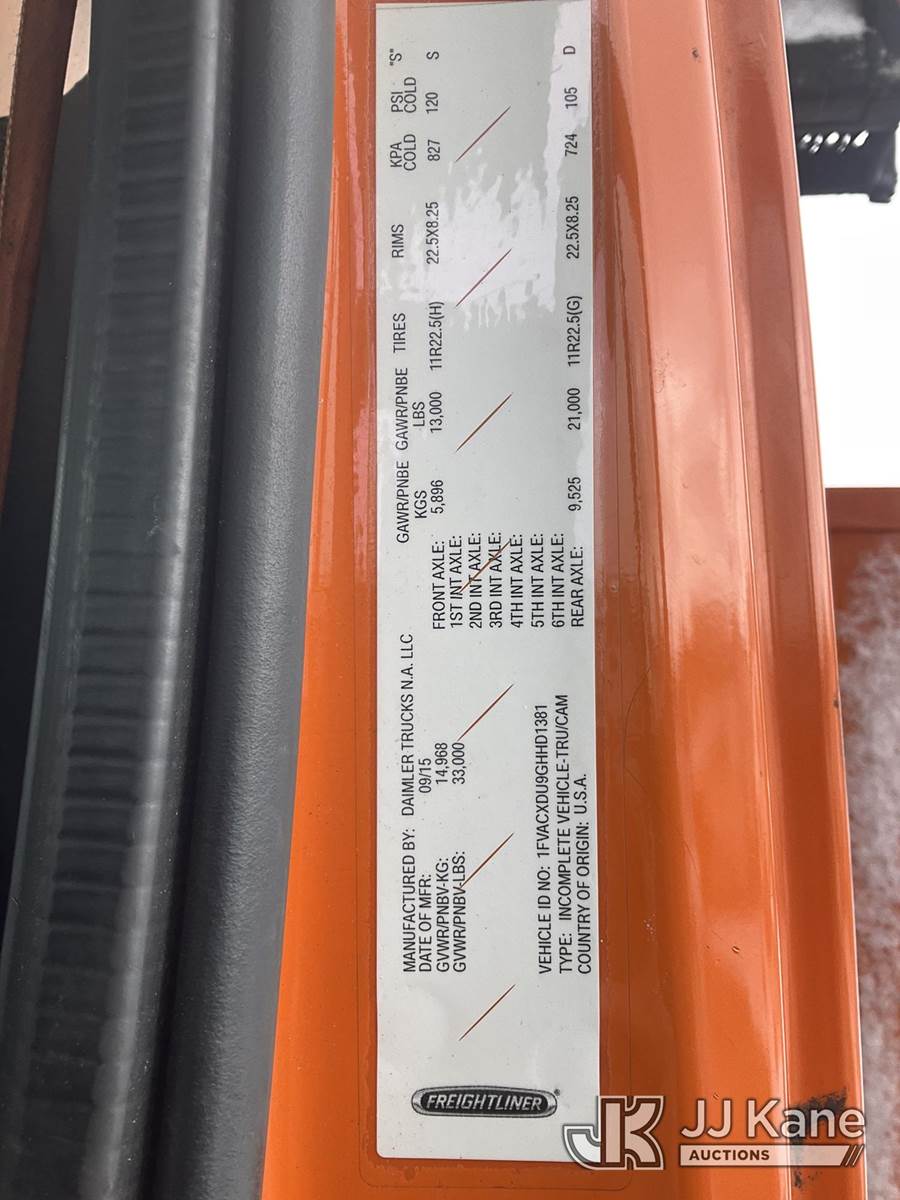 FREIGHTLINER
MANUFACTURED BY: DAIMLER TRUCKS N.A. LLC
DATE OF MFR: 09/15
GVWR/PNBV-KG: 14,968
GVWR/PNBV-LBS: 33,000
VEHICLE ID NO: 1FVACXDU9GHHD1381
TYPE: INCOMPLETE VEHICLE-TRU/CAM
COUNTRY OF ORIGIN: U.S.A.
GAWR/PNBE GAWR/PNBE TIRES RIMS KPA PSI *S*
KGS LBS COLD COLD
FRONT AXLE: 5,896 13,000 11R22.5(H) 22.5X8.25 827 120 S
1ST INT AXLE:
2ND INT AXLE:
3RD INT AXLE:
4TH INT AXLE:
5TH INT AXLE:
6TH INT AXLE:
REAR AXLE: 9,525 21,000 11R22.5(G) 22.5X8.25 724 105 D
JK JJ Kane
AUCTIONS